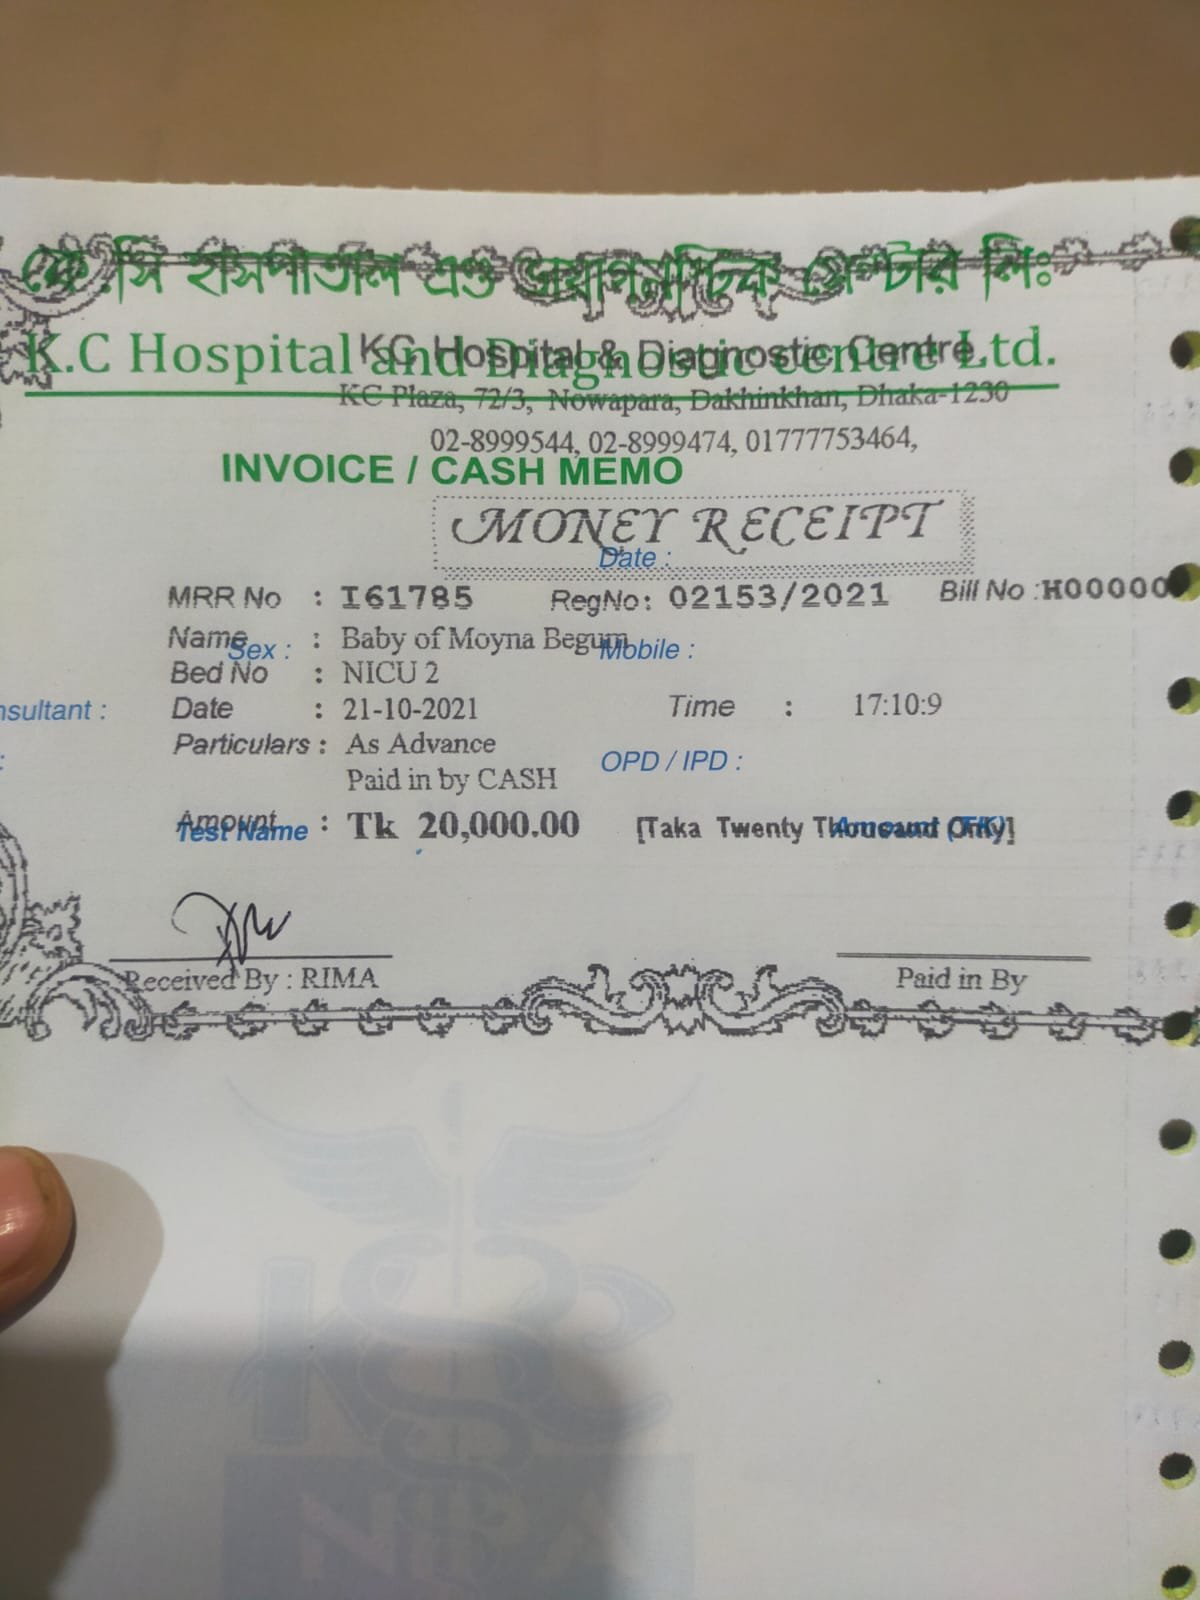 কে.সি হাসপাতাল এণ্ড ডায়াগনস্টিক সেন্টার লিঃ
K.C Hospital and Diagnostic Centre Ltd.
KC Hospital & Diagnostic Centre
KC Plaza, 72/3, Nowapara, Dakhinkhan, Dhaka-1230
02-8999544, 02-8999474, 01777753464,
INVOICE / CASH MEMO
MONEY RECEIPT
Date :
MRR No : I61785 RegNo: 02153/2021 Bill No :H00000
Name : Baby of Moyna Begum
Sex : Mobile :
Bed No : NICU 2
nsultant : Date : 21-10-2021 Time : 17:10:9
Particulars : As Advance
OPD / IPD :
Paid in by CASH
Amount : Tk 20,000.00 [Taka Twenty Thousand Only]
Test Name Amount (TK)
Received By : RIMA Paid in By